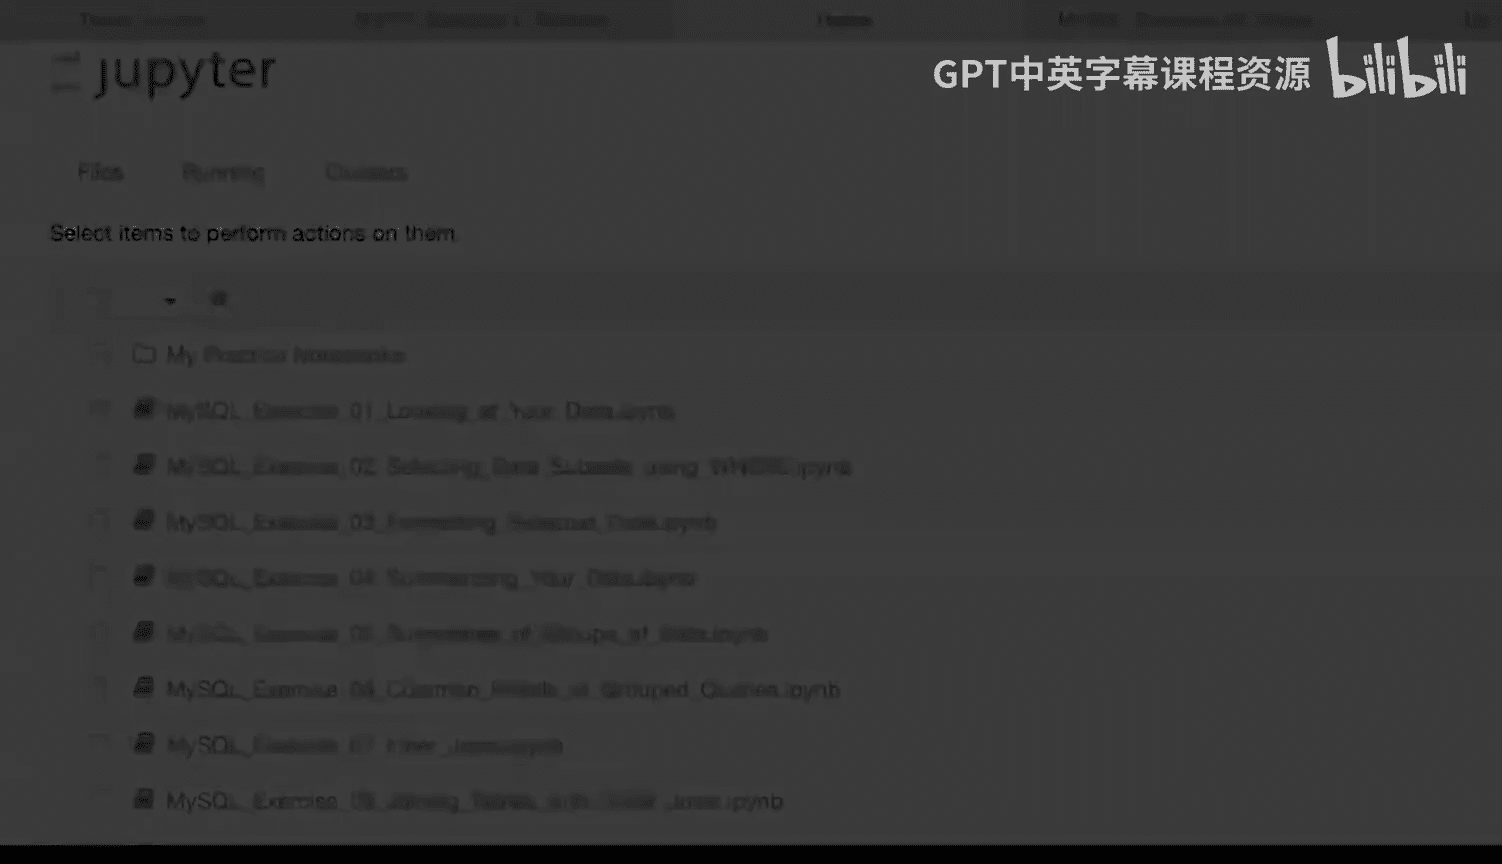 Home
jupyter
GPT中英字幕课程资源 bilibili
Files Running Clusters
Select items to perform actions on them.
My Practice Notebooks
MySQL_Exercise_01_Looking_at_Your_Data.ipynb
MySQL_Exercise_02_Selecting_Data_Subsets_using_WHERE.ipynb
MySQL_Exercise_03_Formatting_Selected_Data.ipynb
MySQL_Exercise_04_Summarizing_Your_Data.ipynb
MySQL_Exercise_05_Summaries_of_Groups_of_Data.ipynb
MySQL_Exercise_06_Common_Pitfalls_of_Grouped_Queries.ipynb
MySQL_Exercise_07_Inner_Joins.ipynb
MySQL_Exercise_08_Joining_Tables_with_Outer_Joins.ipynb